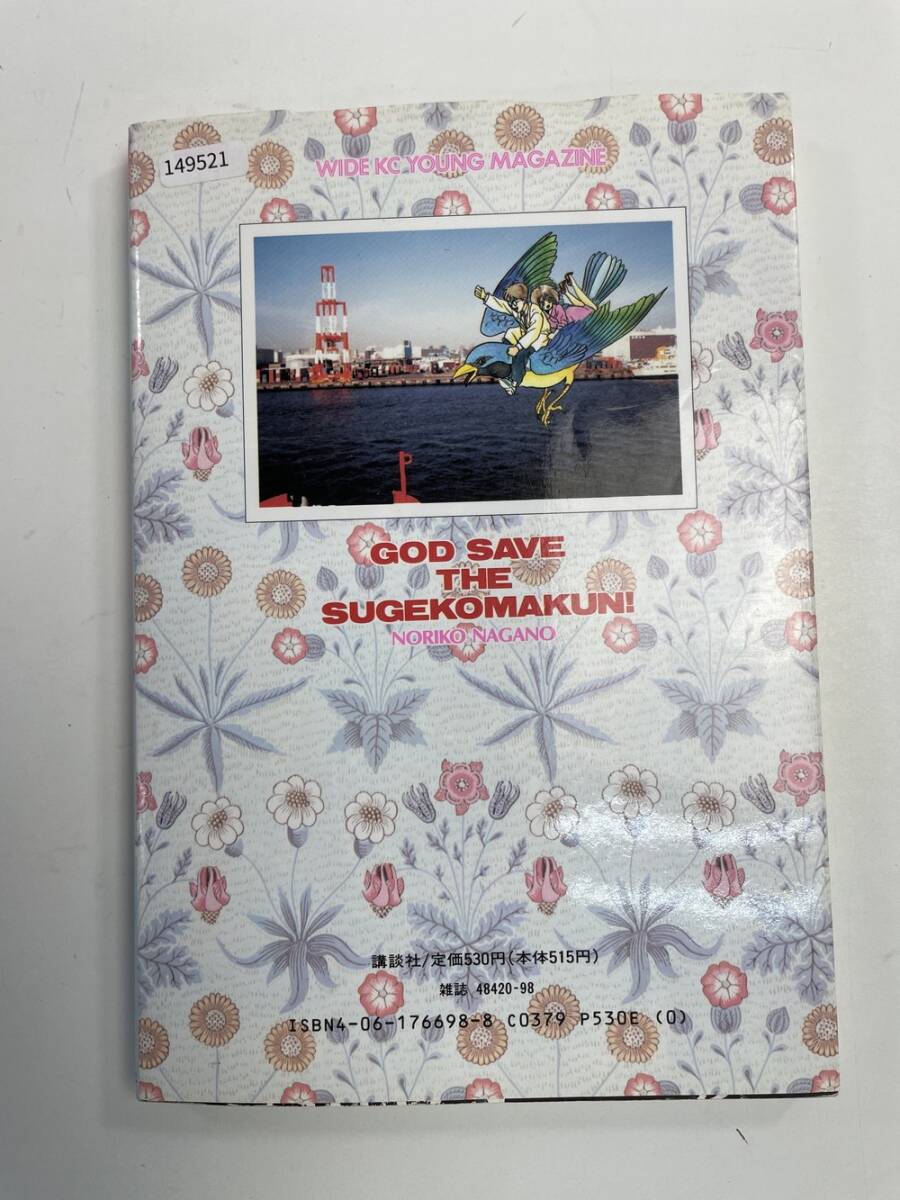 149521
WIDE KC YOUNG MAGAZINE
GOD SAVE
THE
SUGEKOMAKUN!
NORIKO NAGANO
講談社/定価530円(本体515円)
雑誌 48420-98
ISBN4-06-176698-8 C0379 P530E (0)